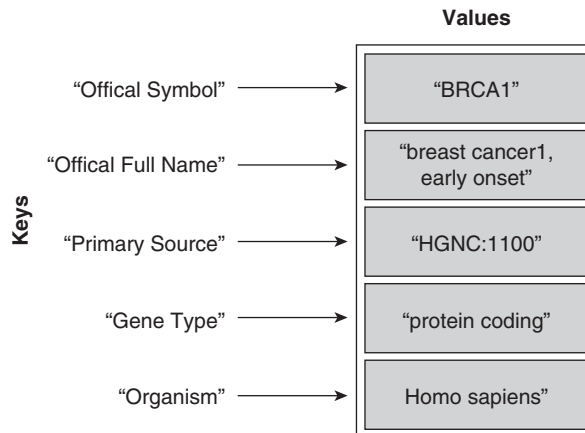 Values
“Offical Symbol”
“BRCA1”
“Offical Full Name”
“breast cancer1,
early onset”
Keys
“Primary Source”
“HGNC:1100”
“Gene Type”
“protein coding”
“Organism”
Homo sapiens”